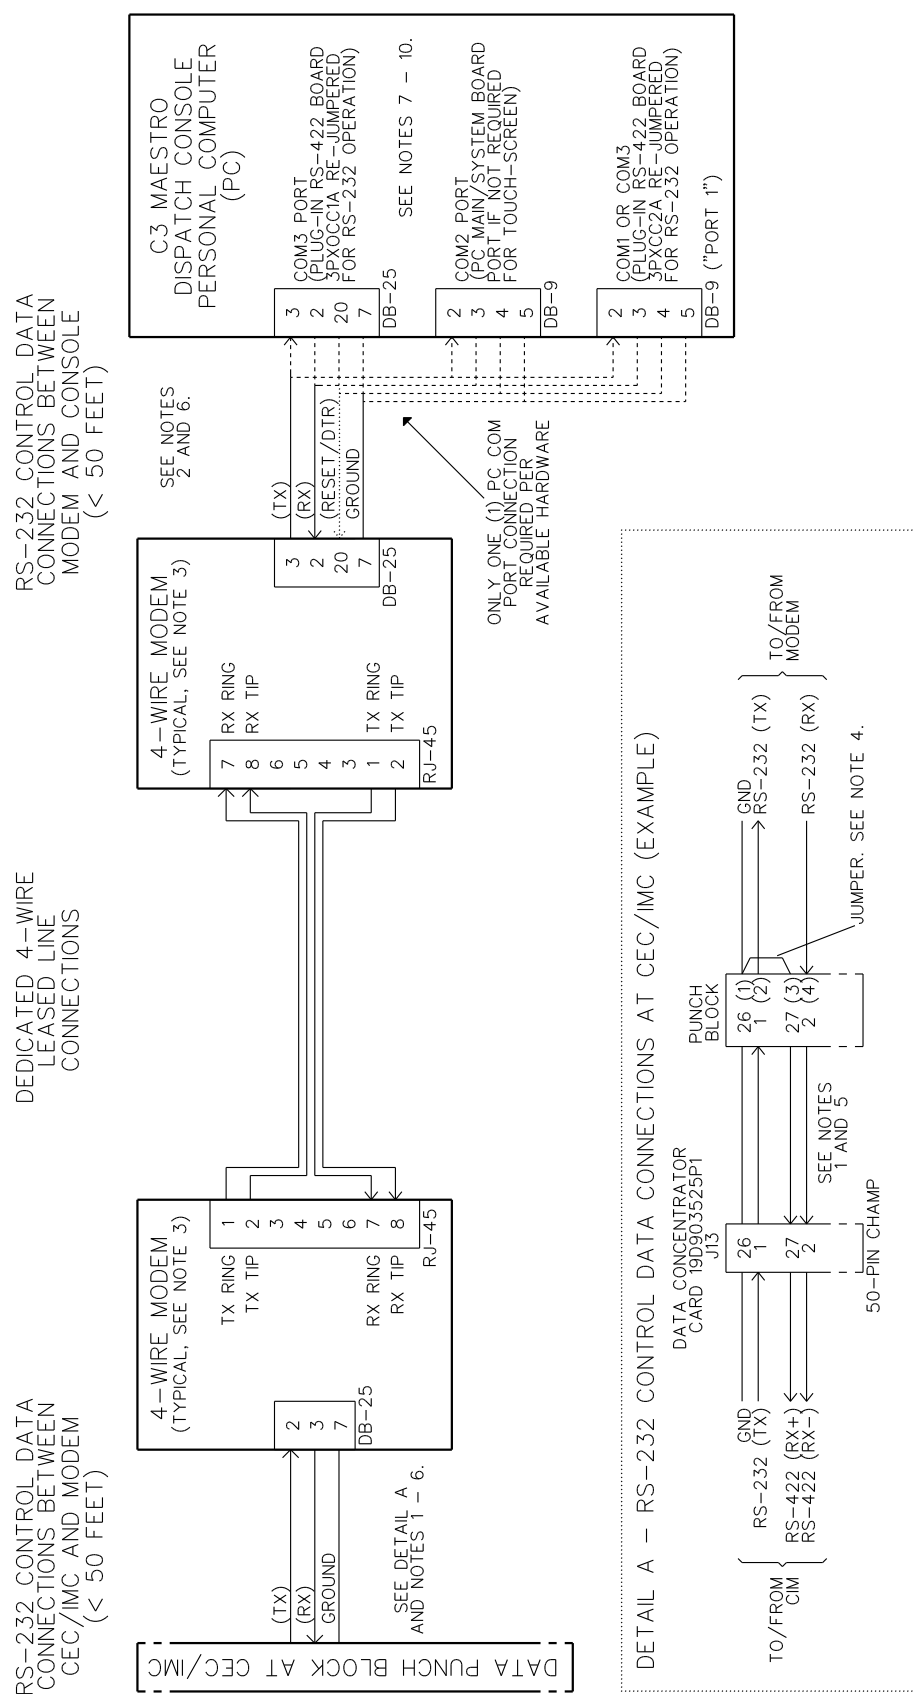 RS-232 CONTROL DATA
CONNECTIONS BETWEEN
CEC/IMC AND MODEM
(< 50 FEET)
DEDICATED 4-WIRE
LEASED LINE
CONNECTIONS
RS-232 CONTROL DATA
CONNECTIONS BETWEEN
MODEM AND CONSOLE
(< 50 FEET)
DATA PUNCH BLOCK AT CEC/IMC
(TX)
(RX)
GROUND
SEE DETAIL A
AND NOTES 1 - 6.
4-WIRE MODEM
(TYPICAL, SEE NOTE 3)
2
3
7
DB-25
TX RING
TX TIP
RX RING
RX TIP
1
2
3
4
5
6
7
8
RJ-45
4-WIRE MODEM
(TYPICAL, SEE NOTE 3)
7
8
6
5
4
3
1
2
RJ-45
RX RING
RX TIP
TX RING
TX TIP
3
2
20
7
DB-25
SEE NOTES
2 AND 6.
(TX)
(RX)
(RESET/DTR)
GROUND
ONLY ONE (1) PC COM
PORT CONNECTION
REQUIRED PER
AVAILABLE HARDWARE
C3 MAESTRO
DISPATCH CONSOLE
PERSONAL COMPUTER
(PC)
3
2
20
7
DB-25
COM3 PORT
(PLUG-IN RS-422 BOARD
3PXOCC1A RE-JUMPERED
FOR RS-232 OPERATION)
SEE NOTES 7 - 10.
2
3
4
5
DB-9
COM2 PORT
(PC MAIN/SYSTEM BOARD
PORT IF NOT REQUIRED
FOR TOUCH-SCREEN)
2
3
4
5
DB-9 ("PORT 1")
COM1 OR COM3
(PLUG-IN RS-422 BOARD
3PXCC2A RE-JUMPERED
FOR RS-232 OPERATION)
DETAIL A - RS-232 CONTROL DATA CONNECTIONS AT CEC/IMC (EXAMPLE)
TO/FROM
CIM
GND
RS-232 (TX)
RS-422 (RX+)
RS-422 (RX-)
DATA CONCENTRATOR
CARD 19D903525P1
J13
26
1
27
2
50-PIN CHAMP
SEE NOTES
1 AND 5
PUNCH
BLOCK
26 (1)
1 (2)
27 (3)
2 (4)
JUMPER. SEE NOTE 4.
GND
RS-232 (TX)
RS-232 (RX)
TO/FROM
MODEM